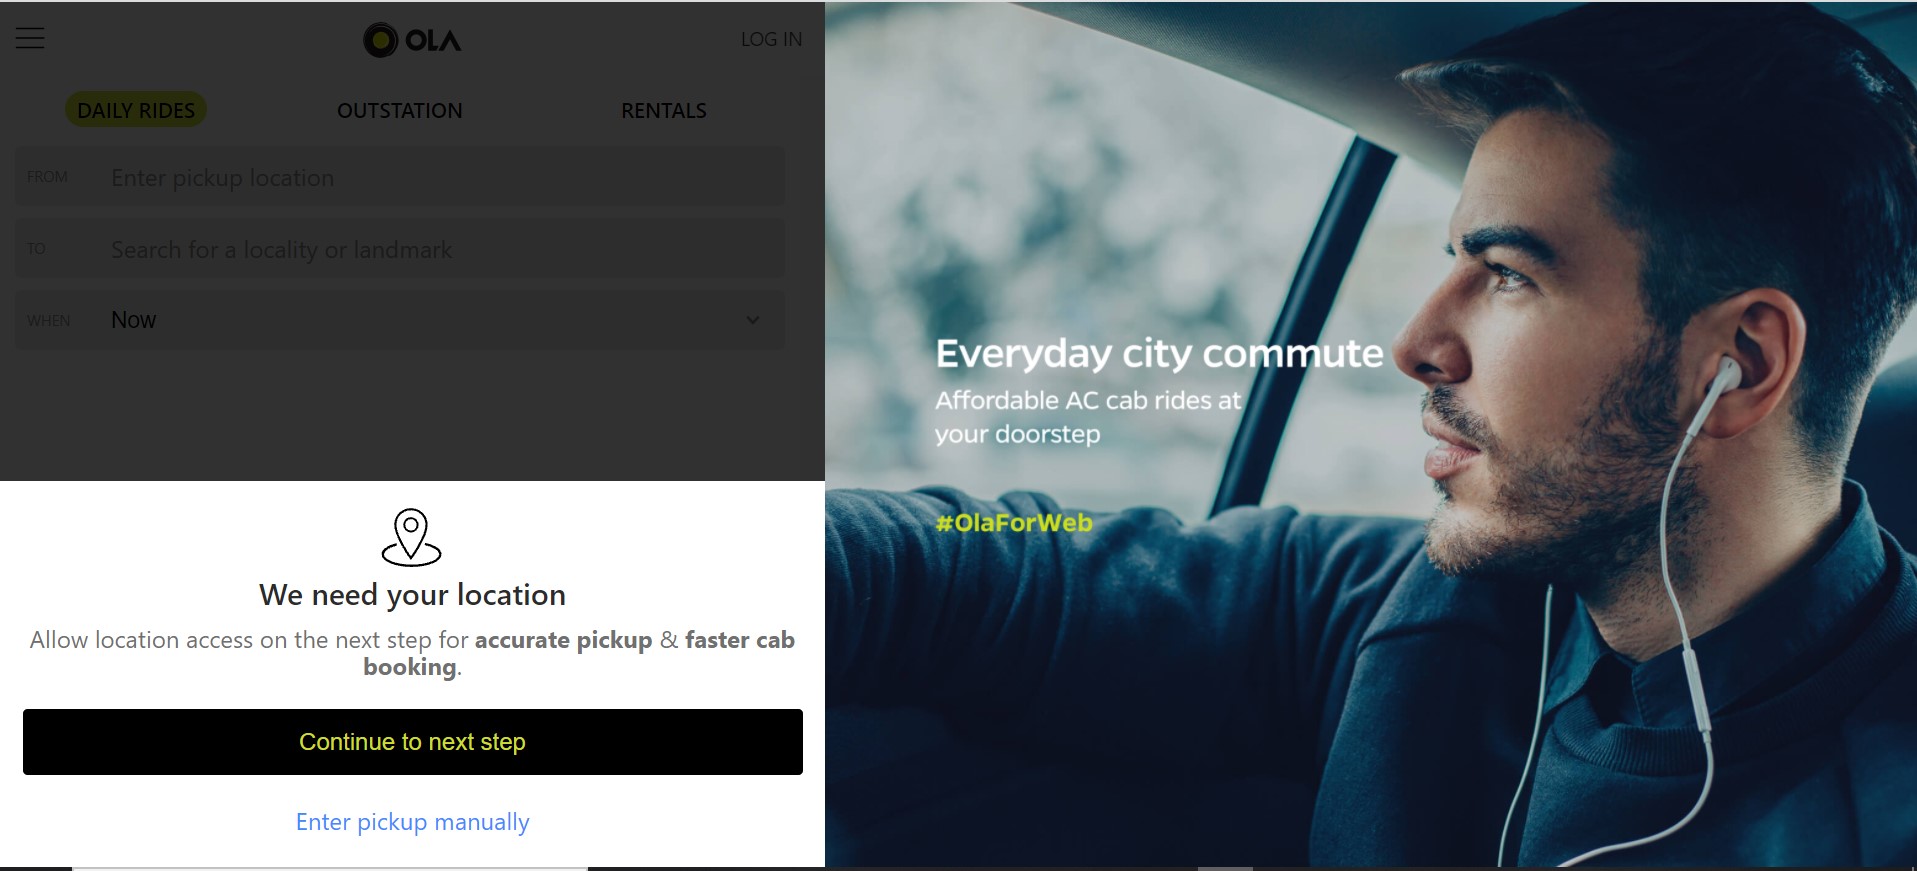 OLA
LOG IN
DAILY RIDES
OUTSTATION
RENTALS
FROM
Enter pickup location
TO
Search for a locality or landmark
WHEN
Now
We need your location
Allow location access on the next step for accurate pickup & faster cab
booking.
Continue to next step
Enter pickup manually
Everyday city commute
Affordable AC cab rides at
your doorstep
#OlaForWeb